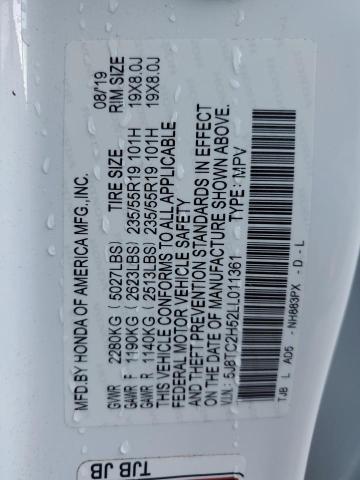 MFD.BY HONDA OF AMERICA MFG.,INC. 08/'19
TIRE SIZE RIM SIZE
GVWR 2280KG (5027LBS)
GAWR F 1190KG (2623LBS) 235/55R19 101H 19X8.0J
GAWR R 1140KG (2513LBS) 235/55R19 101H 19X8.0J
THIS VEHICLE CONFORMS TO ALL APPLICABLE
FEDERAL MOTOR VEHICLE SAFETY
AND THEFT PREVENTION STANDARDS IN EFFECT
ON THE DATE OF MANUFACTURE SHOWN ABOVE.
V.I.N.: 5J8TC2H52LL011361 TYPE: MPV
TJB L AD5 - NH883PX - D - L
TJB JB